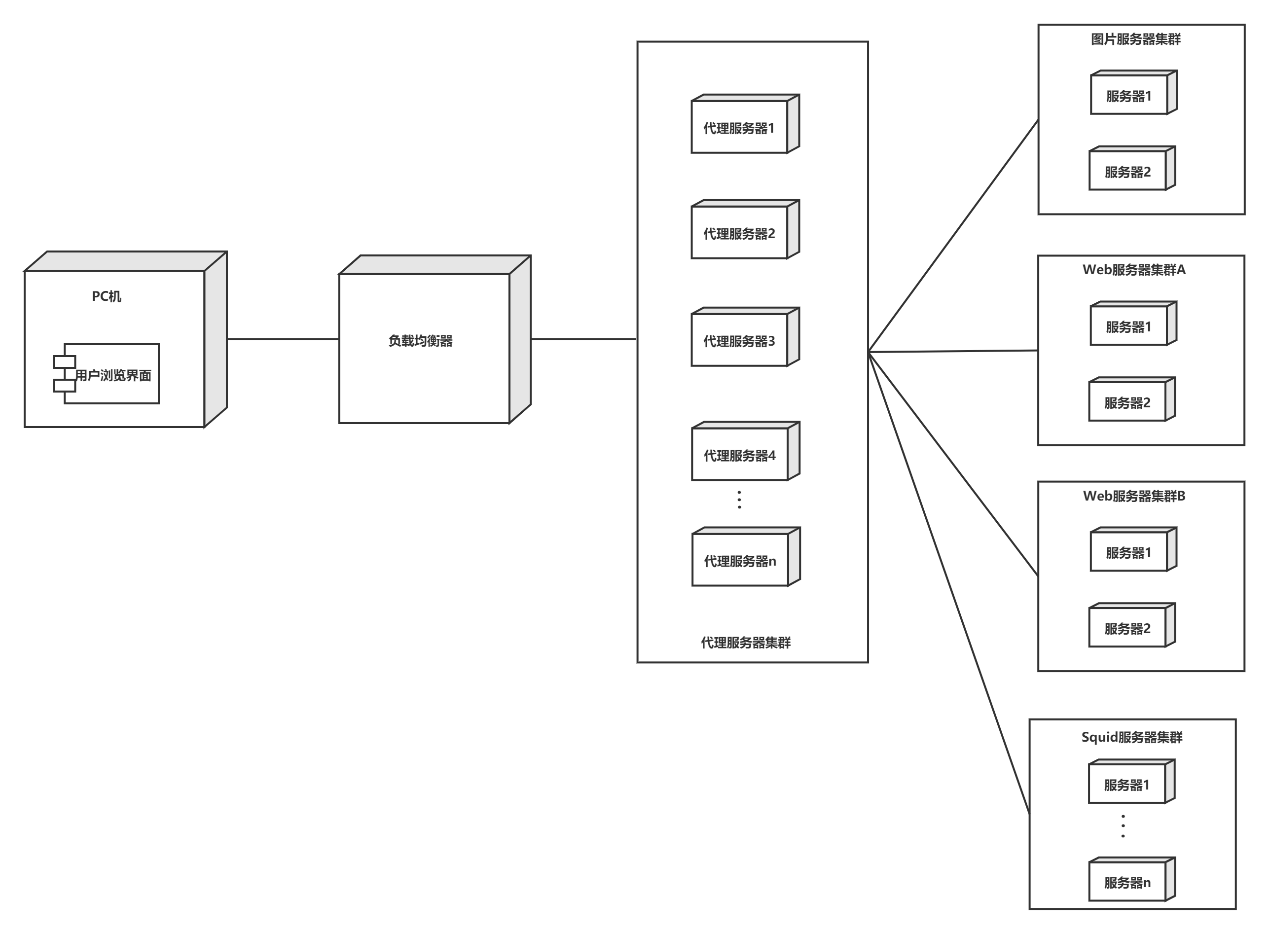 PC机
用户浏览界面
负载均衡器
代理服务器1
代理服务器2
代理服务器3
代理服务器4
代理服务器n
代理服务器集群
图片服务器集群
服务器1
服务器2
Web服务器集群A
服务器1
服务器2
Web服务器集群B
服务器1
服务器2
Squid服务器集群
服务器1
服务器n